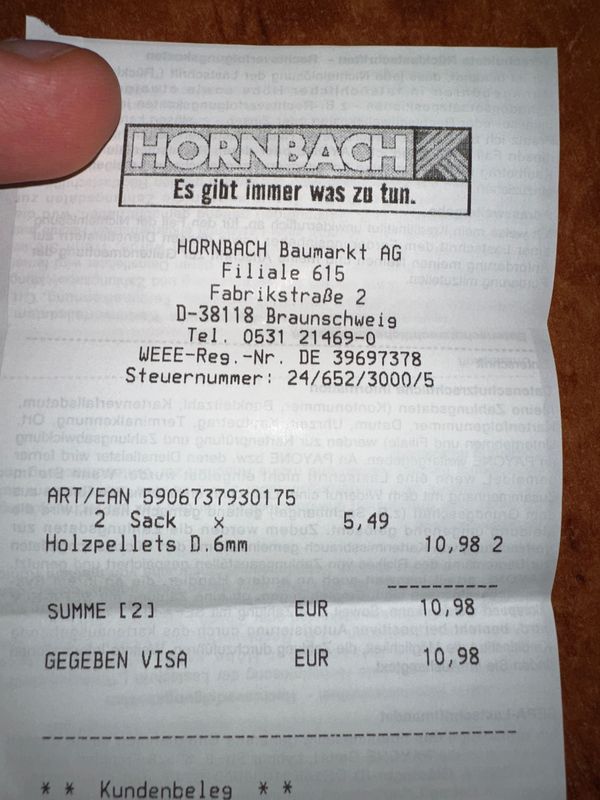 HORNBACH
Es gibt immer was zu tun.
HORNBACH Baumarkt AG
Filiale 615
Fabrikstraße 2
D-38118 Braunschweig
Tel. 0531 21469-0
WEEE-Reg.-Nr. DE 39697378
Steuernummer: 24/652/3000/5
ART/EAN 5906737930175
2 Sack x 5,49
Holzpellets D.6mm 10,98 2
----------
SUMME [2] EUR 10,98
GEGEBEN VISA EUR 10,98
----------------------------------------
* * Kundenbeleg * *